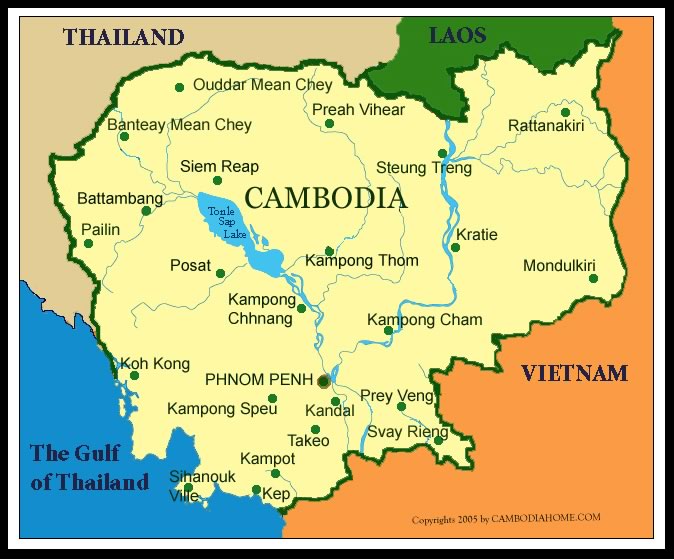 THAILAND
LAOS
Ouddar Mean Chey
Preah Vihear
Rattanakiri
Banteay Mean Chey
Siem Reap
Steung Treng
Battambang
CAMBODIA
Tonle
Sap
Lake
Pailin
Kratie
Posat
Kampong Thom
Mondulkiri
Kampong
Chhnang
Kampong Cham
Koh Kong
PHNOM PENH
VIETNAM
Prey Veng
Kampong Speu
Kandal
Svay Rieng
Takeo
The Gulf
of Thailand
Kampot
Sihanouk
Ville
Kep
Copyrights 2005 by CAMBODIAHOME.COM